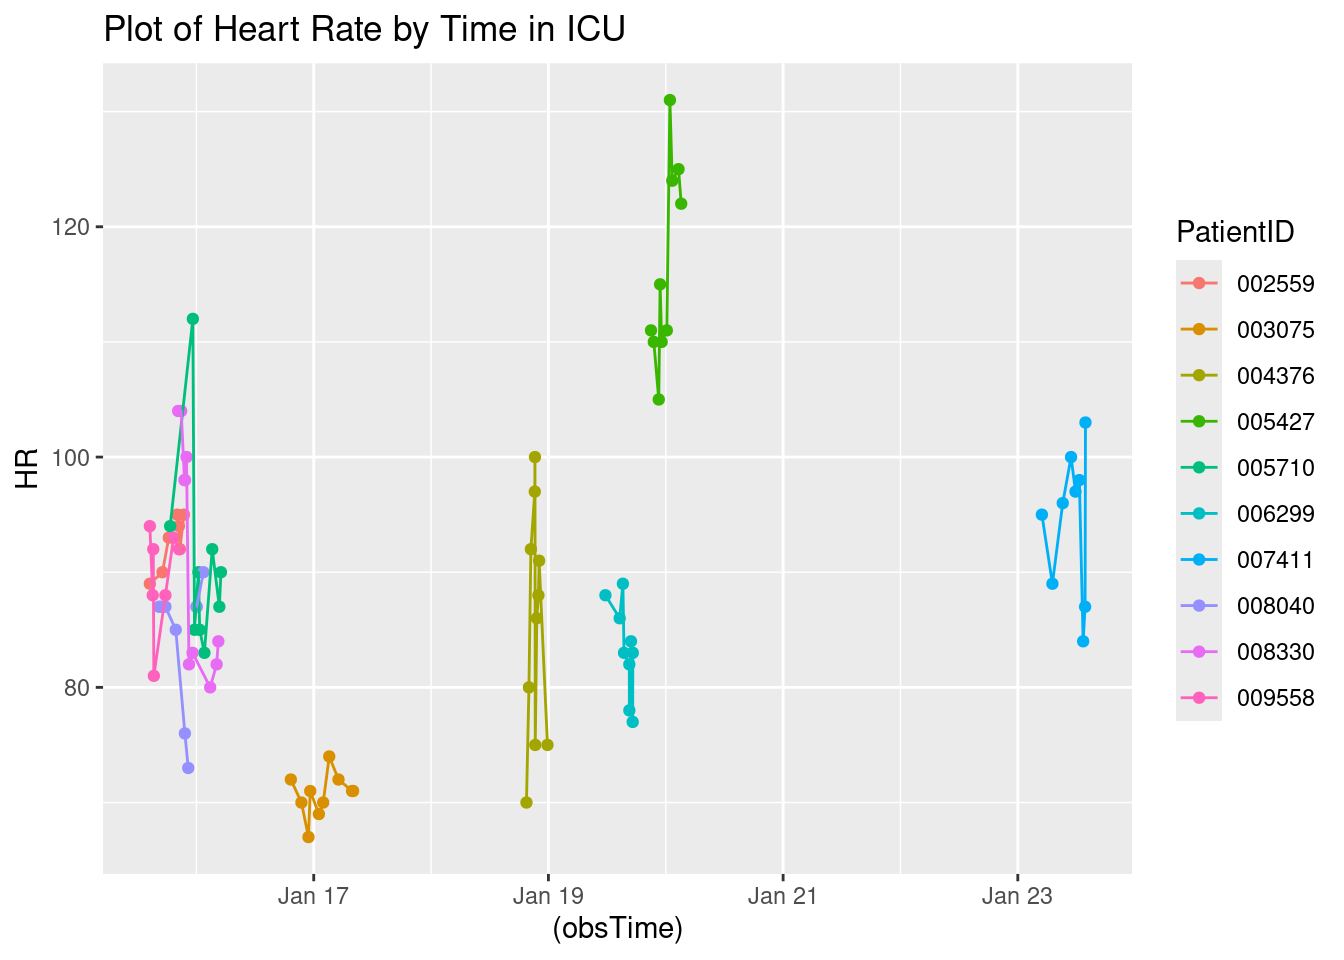 Plot of Heart Rate by Time in ICU
HR
120
100
80
Jan 17
Jan 19
Jan 21
Jan 23
(obsTime)
PatientID
002559
003075
004376
005427
005710
006299
007411
008040
008330
009558